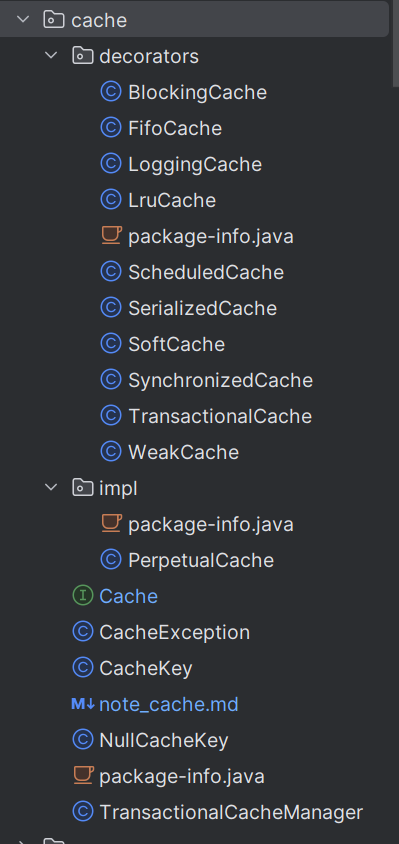 cache
decorators
BlockingCache
FifoCache
LoggingCache
LruCache
package-info.java
ScheduledCache
SerializedCache
SoftCache
SynchronizedCache
TransactionalCache
WeakCache
impl
package-info.java
PerpetualCache
Cache
CacheException
CacheKey
note_cache.md
NullCacheKey
package-info.java
TransactionalCacheManager